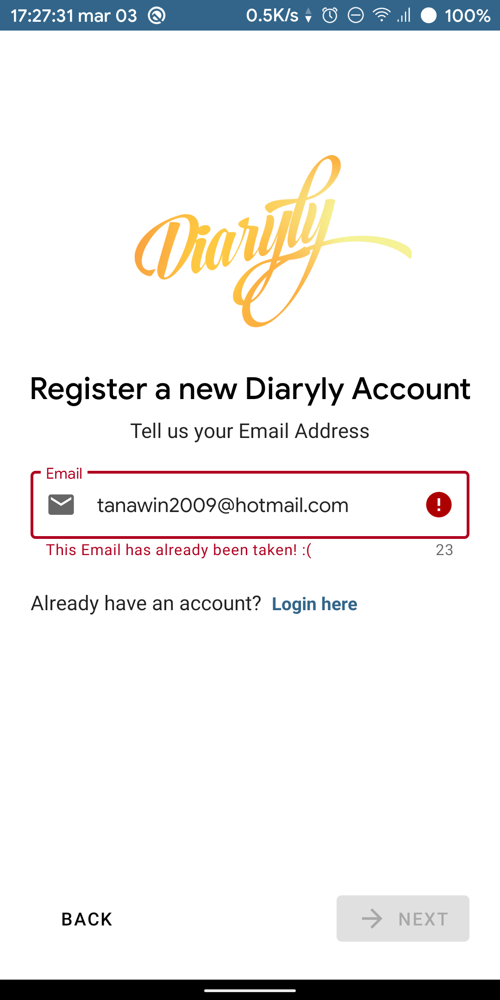 17:27:31 mar 03 0.5K/s 100%
Diaryly
Register a new Diaryly Account
Tell us your Email Address
Email
tanawin2009@hotmail.com
This Email has already been taken! :( 23
Already have an account? Login here
BACK NEXT